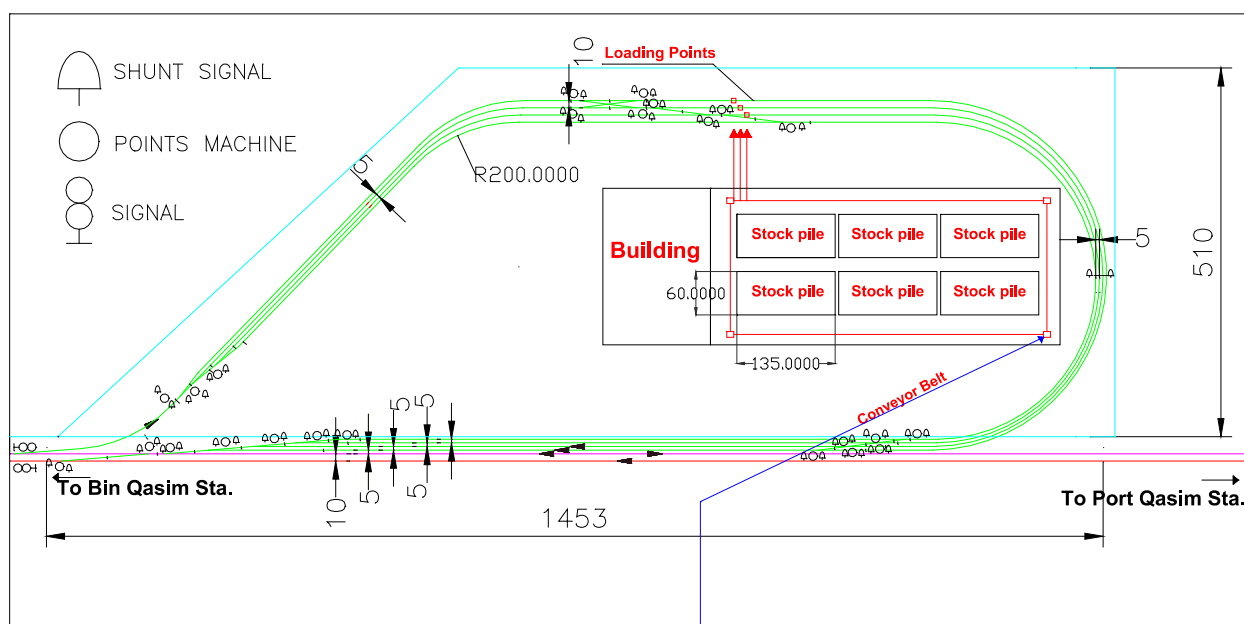 SHUNT SIGNAL
POINTS MACHINE
SIGNAL
10
Loading Points
R200.0000
5
Building
Stock pile
Stock pile
Stock pile
Stock pile
Stock pile
Stock pile
60.0000
135.0000
5
510
Conveyor Belt
5
5
5
5
10
To Bin Qasim Sta.
To Port Qasim Sta.
1453